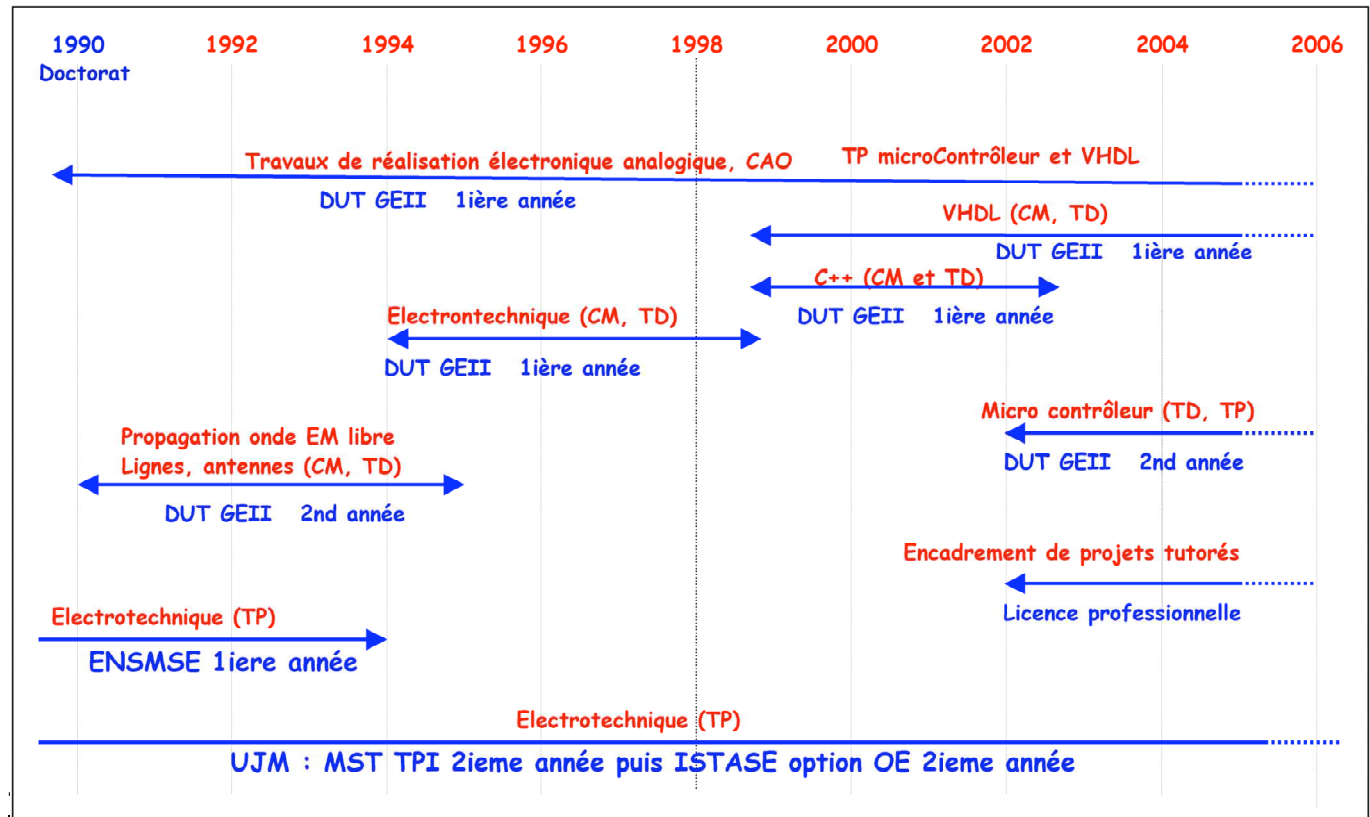 1990 1992 1994 1996 1998 2000 2002 2004 2006
Doctorat
Travaux de réalisation électronique analogique, CAO TP microContrôleur et VHDL
DUT GEII 1ière année
VHDL (CM, TD)
DUT GEII 1ière année
C++ (CM et TD)
DUT GEII 1ière année
Electrontechnique (CM, TD)
DUT GEII 1ière année
Micro contrôleur (TD, TP)
DUT GEII 2nd année
Propagation onde EM libre
Lignes, antennes (CM, TD)
DUT GEII 2nd année
Encadrement de projets tutorés
Licence professionnelle
Electrotechnique (TP)
ENSMSE 1iere année
Electrotechnique (TP)
UJM : MST TPI 2ieme année puis ISTASE option OE 2ieme année